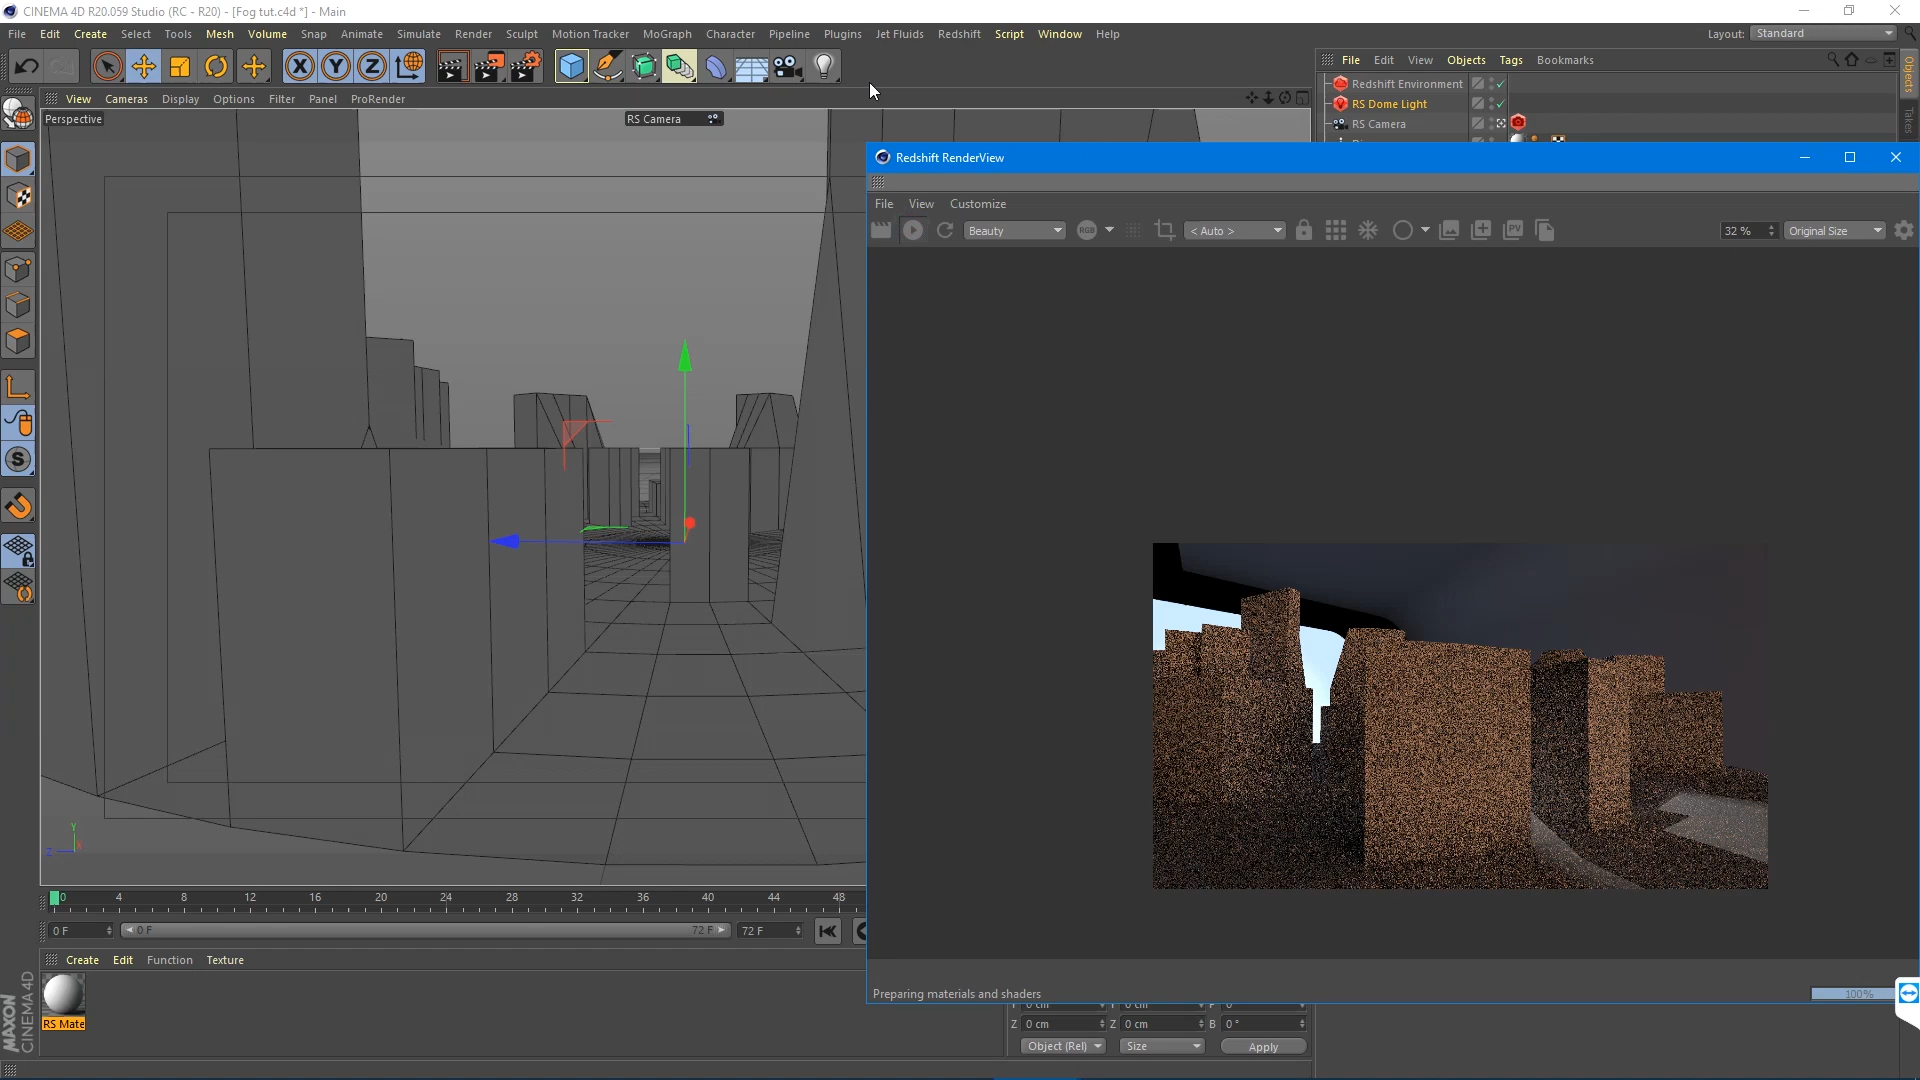 CINEMA 4D R20.059 Studio (RC - R20) - [Fog tut.c4d *] - Main
File Edit Create Select Tools Mesh Volume Snap Animate Simulate Render Sculpt Motion Tracker MoGraph Character Pipeline Plugins Jet Fluids Redshift Script Window Help
Layout: Standard
File Edit View Objects Tags Bookmarks
X Y Z
View Cameras Display Options Filter Panel ProRender
Perspective
RS Camera
Redshift Environment
RS Dome Light
RS Camera
Objects
Takes
Redshift RenderView
File View Customize
Beauty
RGB
< Auto >
PV
32 %
Original Size
S
Y
Z
0 4 8 12 16 20 24 28 32 36 40 44 48
0 F
0 F
72 F
72 F
Create Edit Function Texture
RS Mate
MAXON
CINEMA 4D
Preparing materials and shaders
100%
Z 0 cm Z 0 cm B 0 °
Object (Rel) Size Apply